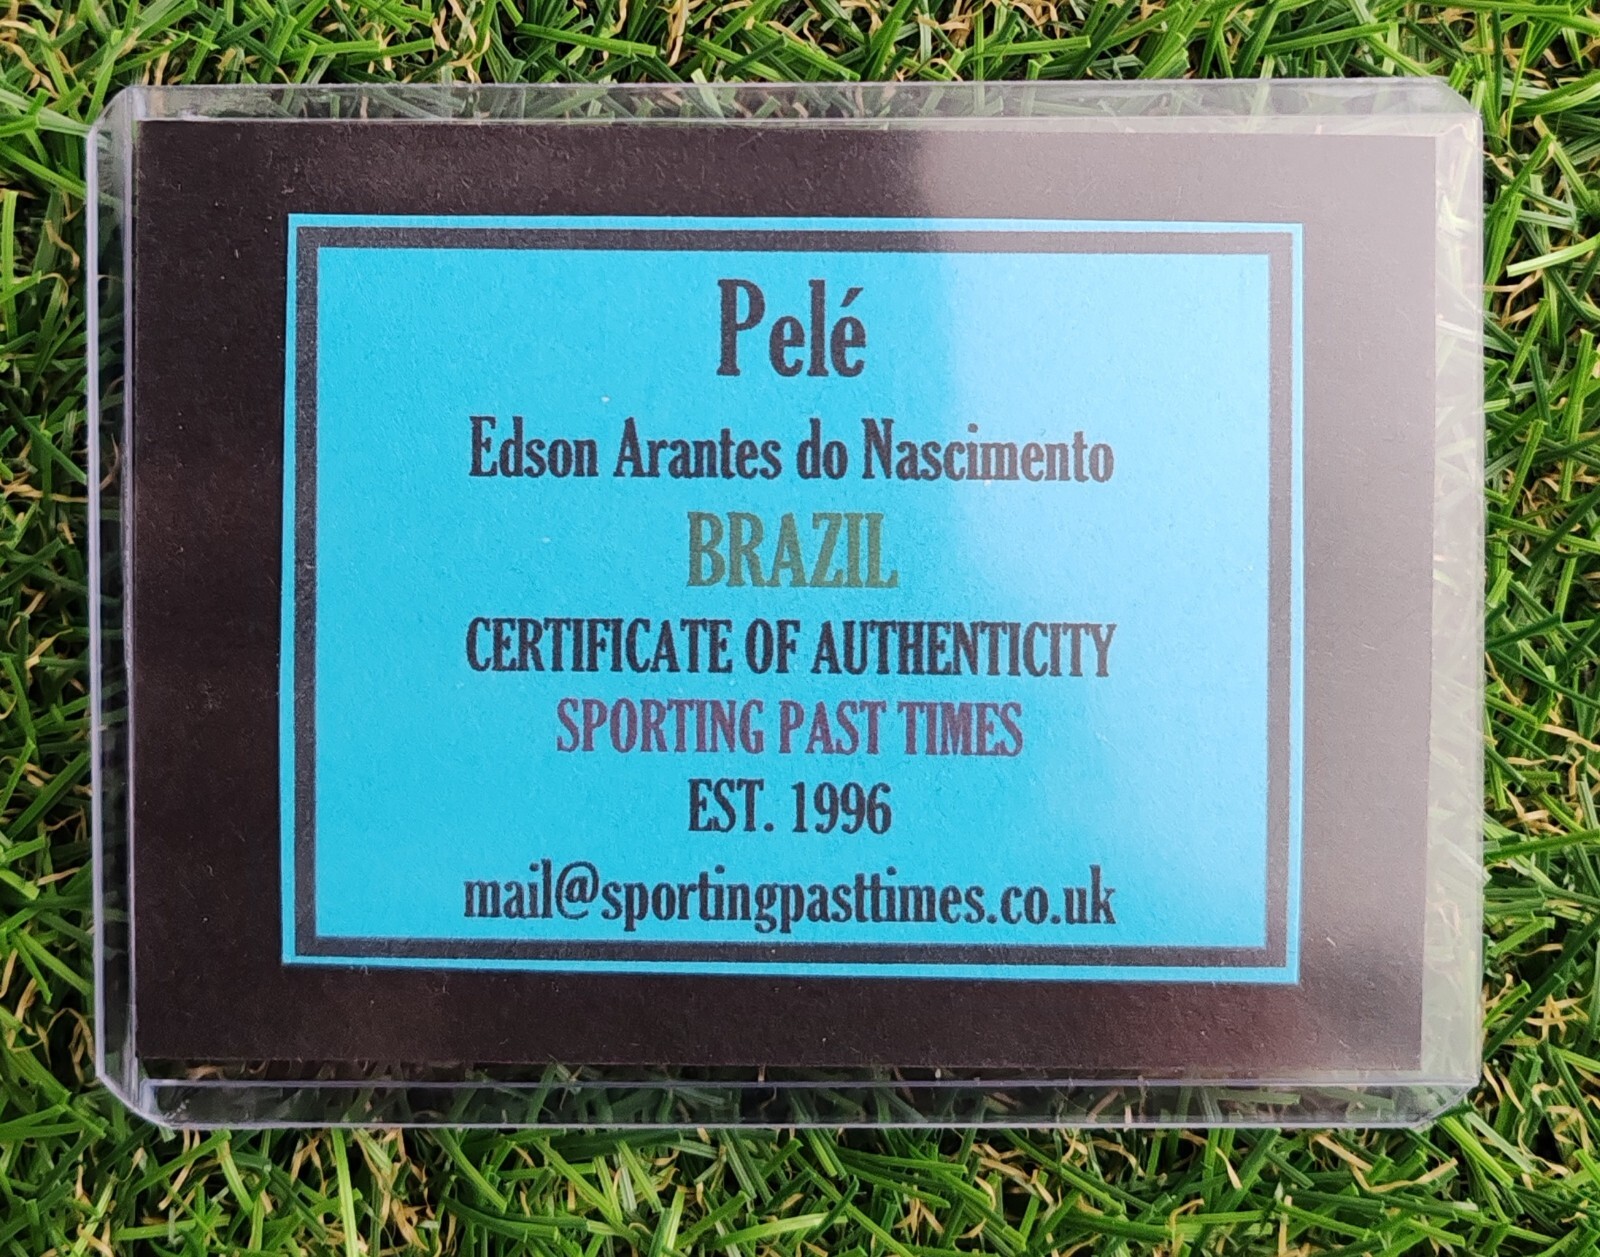 Pelé
Edson Arantes do Nascimento
BRAZIL
CERTIFICATE OF AUTHENTICITY
SPORTING PAST TIMES
EST. 1996
mail@sportingpasttimes.co.uk